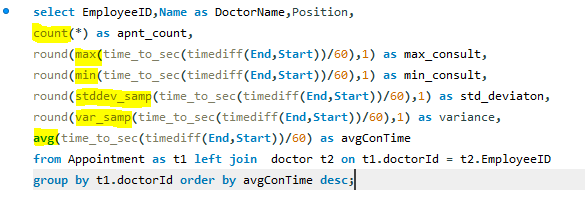 select EmployeeID,Name as DoctorName,Position,
count(*) as apnt_count,
round(max(time_to_sec(timediff(End,Start))/60),1) as max_consult,
round(min(time_to_sec(timediff(End,Start))/60),1) as min_consult,
round(stddev_samp(time_to_sec(timediff(End,Start))/60),1) as std_deviaton,
round(var_samp(time_to_sec(timediff(End,Start))/60),1) as variance,
avg(time_to_sec(timediff(End,Start))/60) as avgConTime
from Appointment as t1 left join  doctor t2 on t1.doctorId = t2.EmployeeID
group by t1.doctorId order by avgConTime desc;